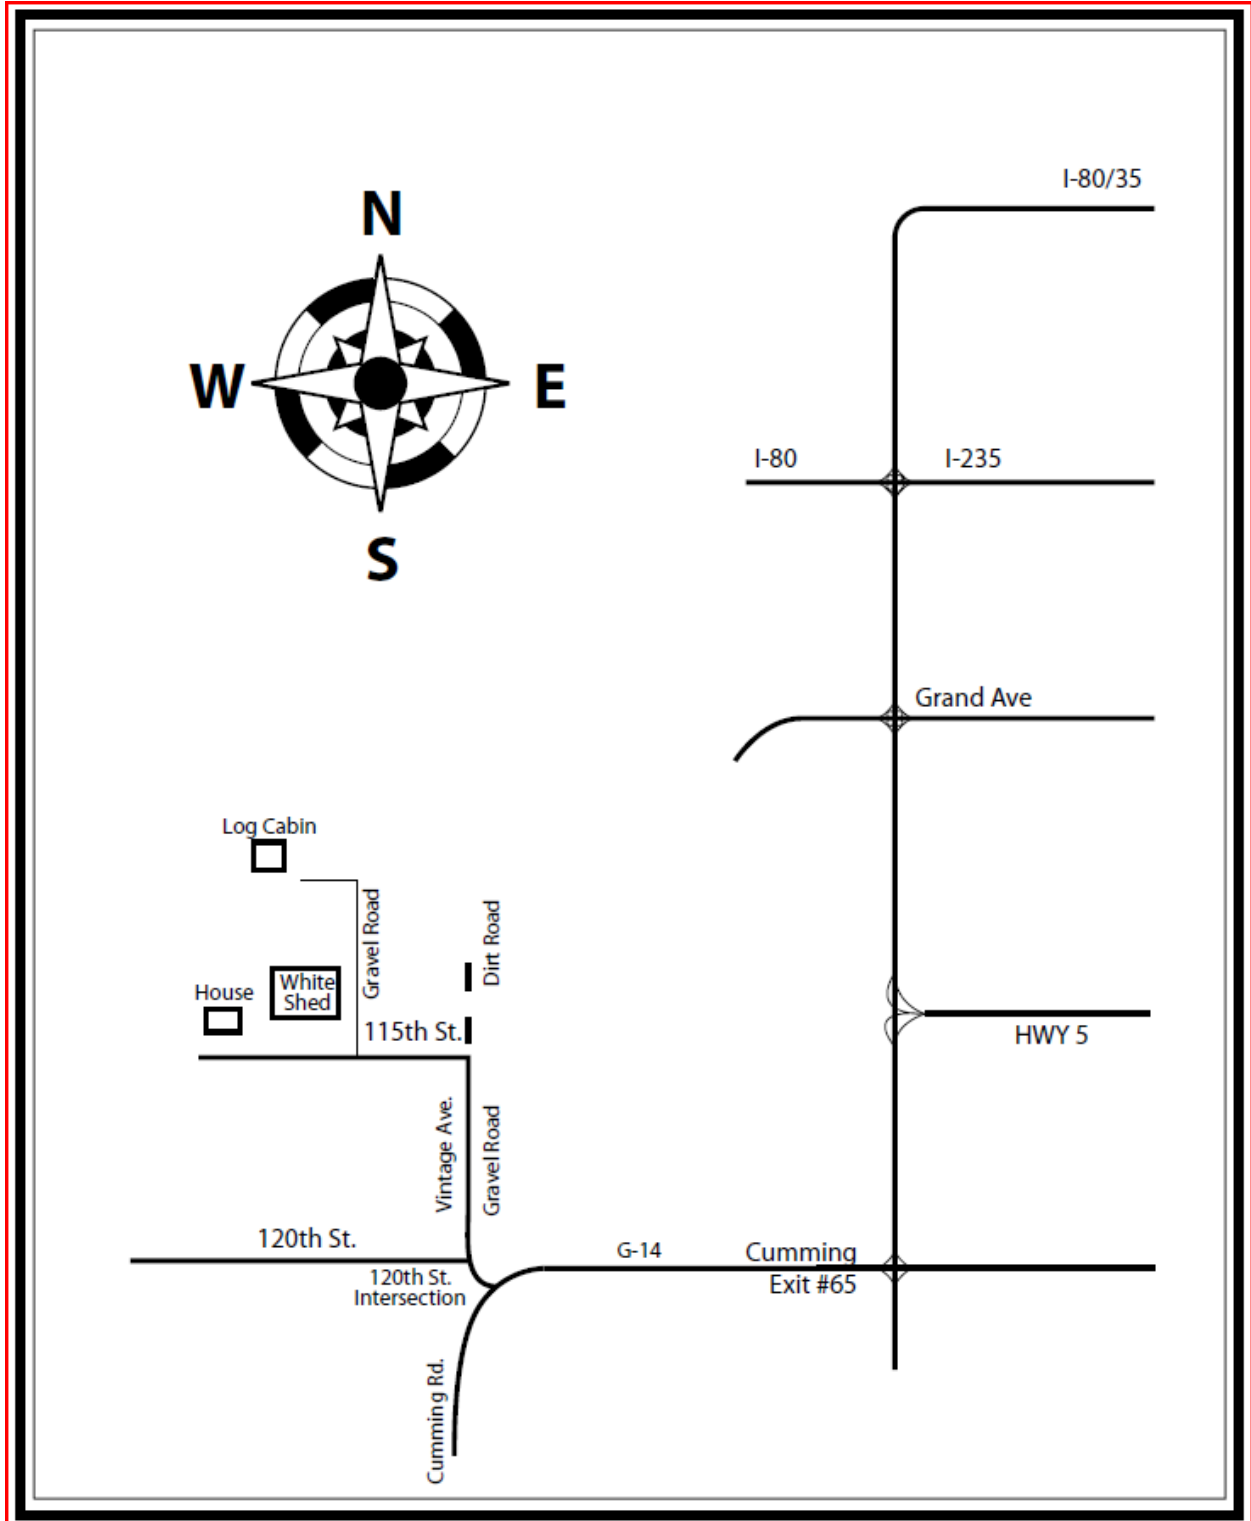 I-80/35
N
W
E
S
I-80
I-235
Grand Ave
Log Cabin
Gravel Road
Dirt Road
White
Shed
House
115th St.
HWY 5
Vintage Ave.
Gravel Road
120th St.
G-14
Cumming
Exit #65
120th St.
Intersection
Cumming Rd.